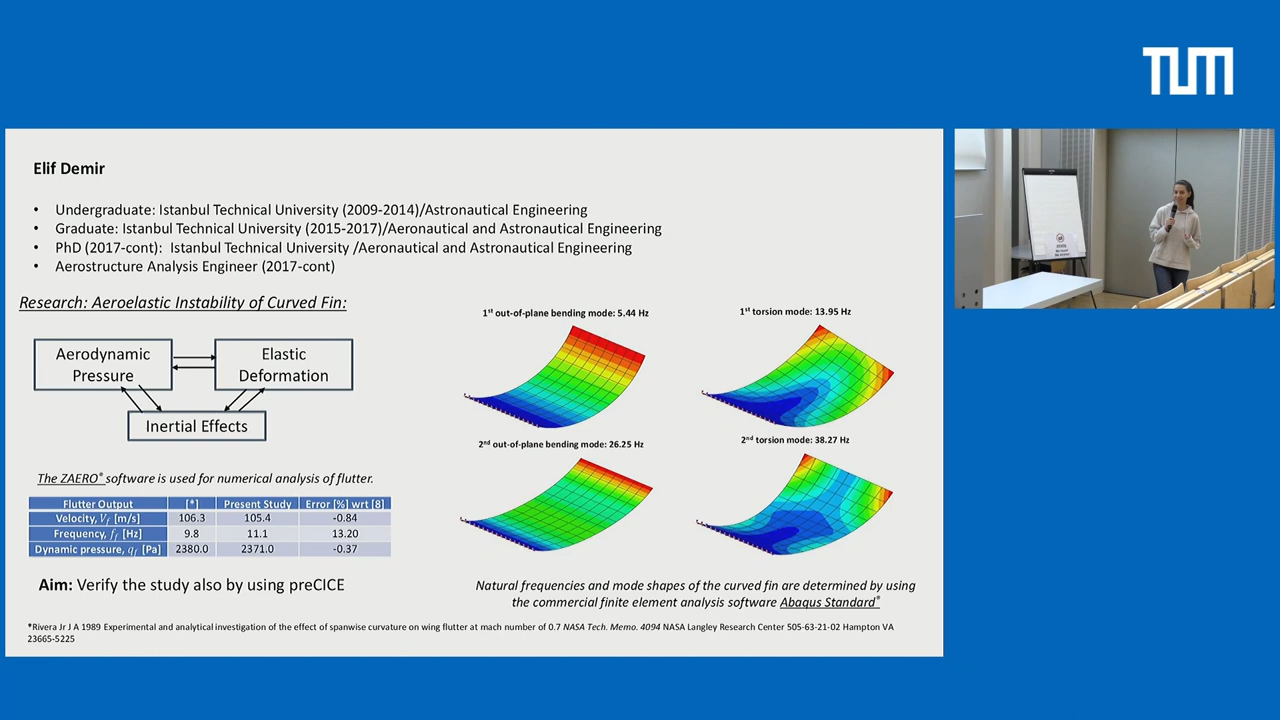 TUM
Elif Demir
• Undergraduate: Istanbul Technical University (2009-2014)/Astronautical Engineering
• Graduate: Istanbul Technical University (2015-2017)/Aeronautical and Astronautical Engineering
• PhD (2017-cont): Istanbul Technical University /Aeronautical and Astronautical Engineering
• Aerostructure Analysis Engineer (2017-cont)
Research: Aeroelastic Instability of Curved Fin:
Aerodynamic
Pressure
Elastic
Deformation
Inertial Effects
The ZAERO* software is used for numerical analysis of flutter.
Flutter Output [*] Present Study Error [%] wrt [8]
Velocity, V_f [m/s] 106.3 105.4 -0.84
Frequency, f_f [Hz] 9.8 11.1 13.20
Dynamic pressure, q_f [Pa] 2380.0 2371.0 -0.37
Aim: Verify the study also by using preCICE
1st out-of-plane bending mode: 5.44 Hz
1st torsion mode: 13.95 Hz
2nd out-of-plane bending mode: 26.25 Hz
2nd torsion mode: 38.27 Hz
Natural frequencies and mode shapes of the curved fin are determined by using
the commercial finite element analysis software Abaqus Standard*
*Rivera Jr J A 1989 Experimental and analytical investigation of the effect of spanwise curvature on wing flutter at mach number of 0.7 NASA Tech. Memo. 4094 NASA Langley Research Center 505-63-21-02 Hampton VA
23665-5225